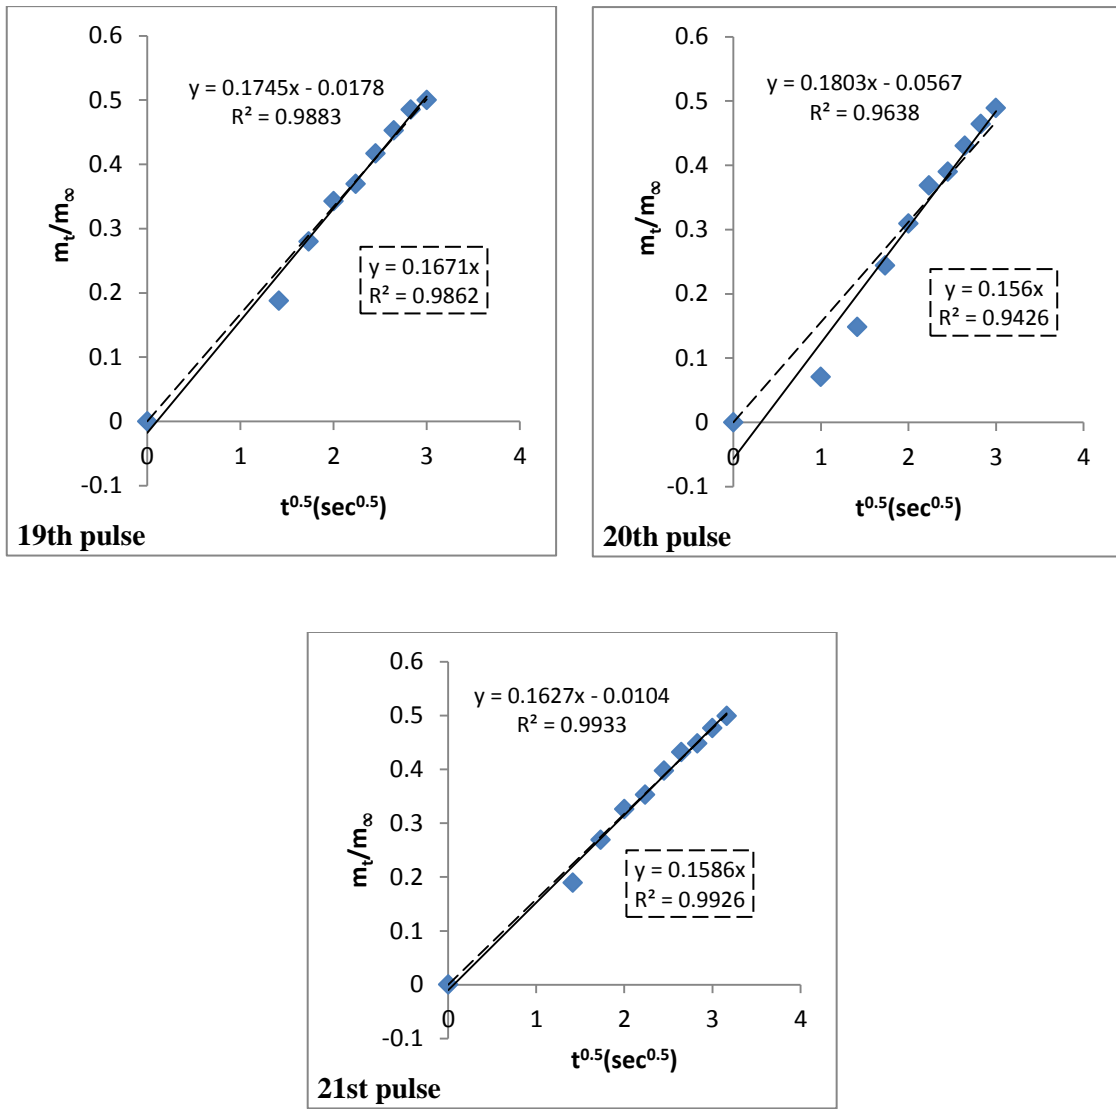 0.6
0.5
0.4
0.3
0.2
0.1
0
-0.1
0 1 2 3 4
mₜ/m∞
t⁰·⁵(sec⁰·⁵)
y = 0.1745x - 0.0178
R² = 0.9883
y = 0.1671x
R² = 0.9862
19th pulse
0.6
0.5
0.4
0.3
0.2
0.1
0
-0.1
0 1 2 3 4
mₜ/m∞
t⁰·⁵(sec⁰·⁵)
y = 0.1803x - 0.0567
R² = 0.9638
y = 0.156x
R² = 0.9426
20th pulse
0.6
0.5
0.4
0.3
0.2
0.1
0
-0.1
0 1 2 3 4
mₜ/m∞
t⁰·⁵(sec⁰·⁵)
y = 0.1627x - 0.0104
R² = 0.9933
y = 0.1586x
R² = 0.9926
21st pulse